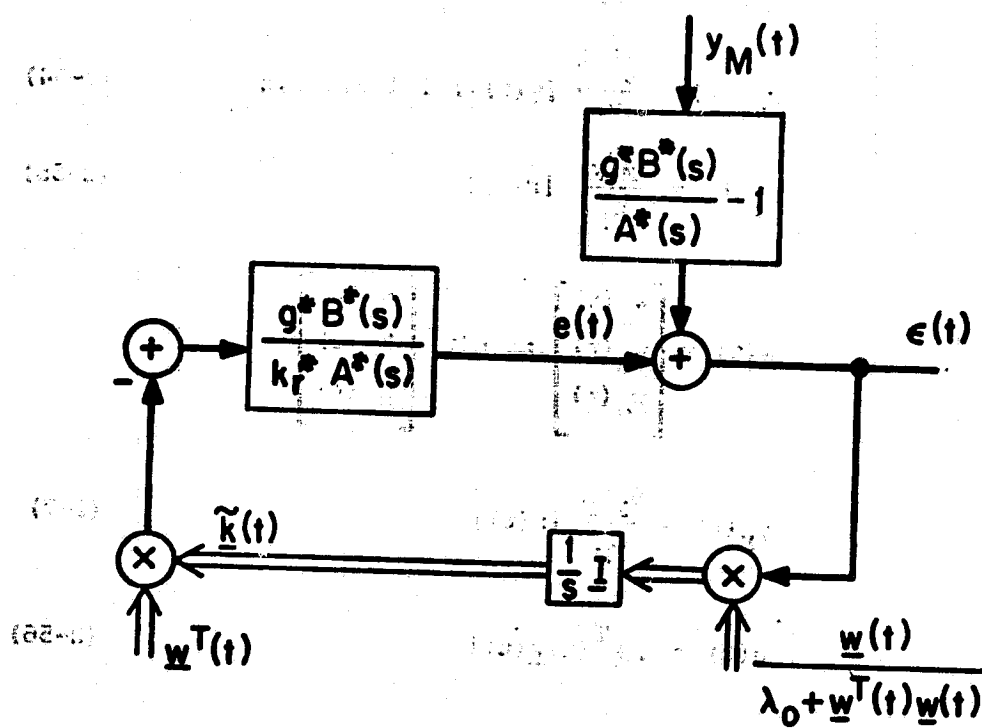 y_M(t)
g*B*(s)
A*(s)
-1
g*B*(s)
k_r* A*(s)
+
-
e(t)
+
ϵ(t)
k̃(t)
1
s
I
×
×
w^T(t)
w(t)
λ_0+w^T(t)w(t)